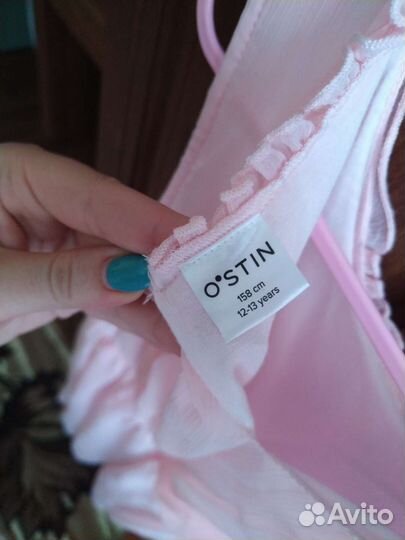 O'STIN
158 cm
12-13 years
Avito